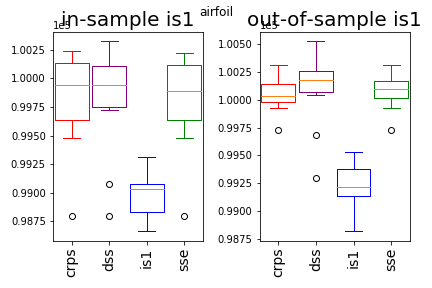 airfoil
in-sample is1
out-of-sample is1
1e5
1.0025
1.0000
0.9975
0.9950
0.9925
0.9900
0.9875
crps
dss
is1
sse
1e5
1.0050
1.0025
1.0000
0.9975
0.9950
0.9925
0.9900
0.9875
crps
dss
is1
sse